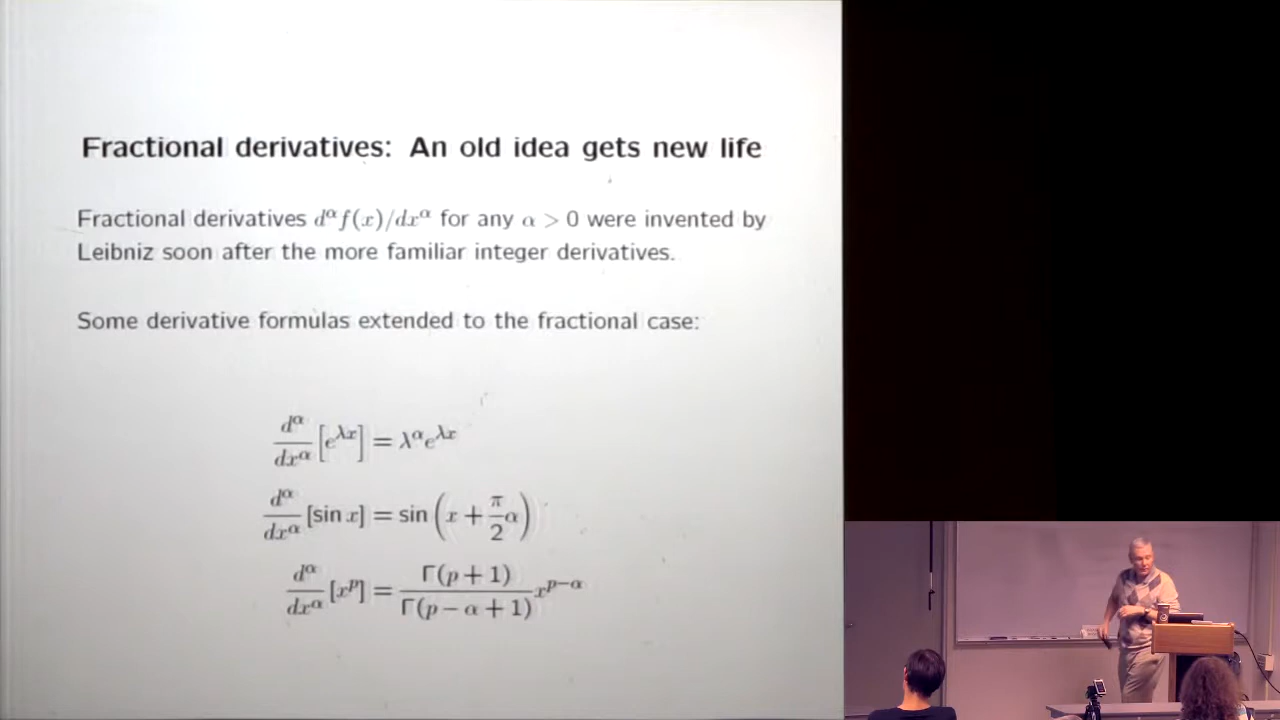 Fractional derivatives: An old idea gets new life
Fractional derivatives d^α f(x)/dx^α for any α > 0 were invented by
Leibniz soon after the more familiar integer derivatives.
Some derivative formulas extended to the fractional case:
d^α/dx^α [e^{λx}] = λ^α e^{λx}
d^α/dx^α [sin x] = sin (x + π/2 α)
d^α/dx^α [x^p] = Γ(p + 1)/Γ(p − α + 1) x^{p−α}